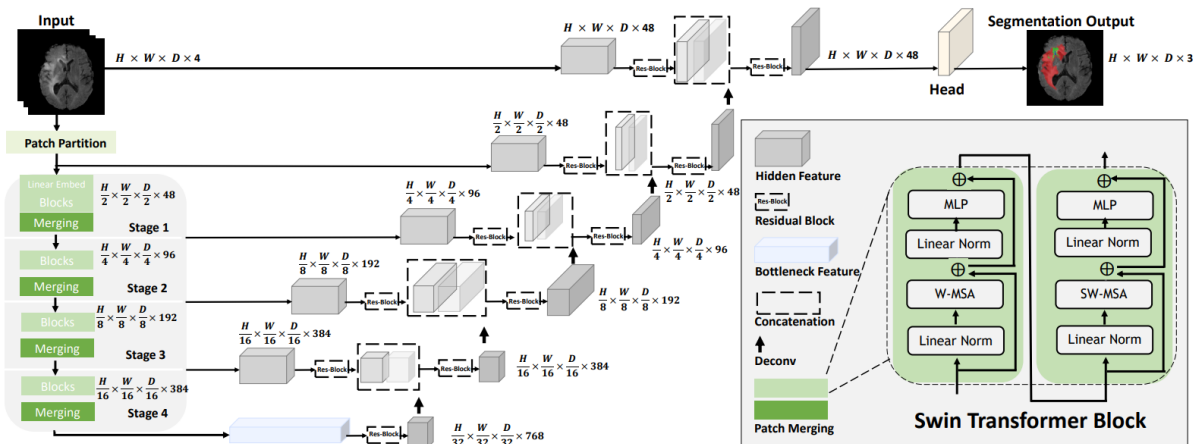 Input
H × W × D × 4
Patch Partition
Linear Embed
Blocks
Merging
H/2 × W/2 × D/2 × 48
Stage 1
Blocks
Merging
H/4 × W/4 × D/4 × 96
Stage 2
Blocks
Merging
H/8 × W/8 × D/8 × 192
Stage 3
Blocks
Merging
H/16 × W/16 × D/16 × 384
Stage 4
H × W × D × 48
Res-Block
Res-Block
H × W × D × 48
Head
Segmentation Output
H × W × D × 3
H/2 × W/2 × D/2 × 48
Res-Block
Res-Block
H/2 × W/2 × D/2 × 48
H/4 × W/4 × D/4 × 96
Res-Block
Res-Block
H/4 × W/4 × D/4 × 96
H/8 × W/8 × D/8 × 192
Res-Block
Res-Block
H/8 × W/8 × D/8 × 192
H/16 × W/16 × D/16 × 384
Res-Block
Res-Block
H/16 × W/16 × D/16 × 384
Res-Block
H/32 × W/32 × D/32 × 768
Hidden Feature
Res-Block
Residual Block
Bottleneck Feature
Concatenation
Deconv
Patch Merging
MLP
Linear Norm
W-MSA
Linear Norm
MLP
Linear Norm
SW-MSA
Linear Norm
Swin Transformer Block